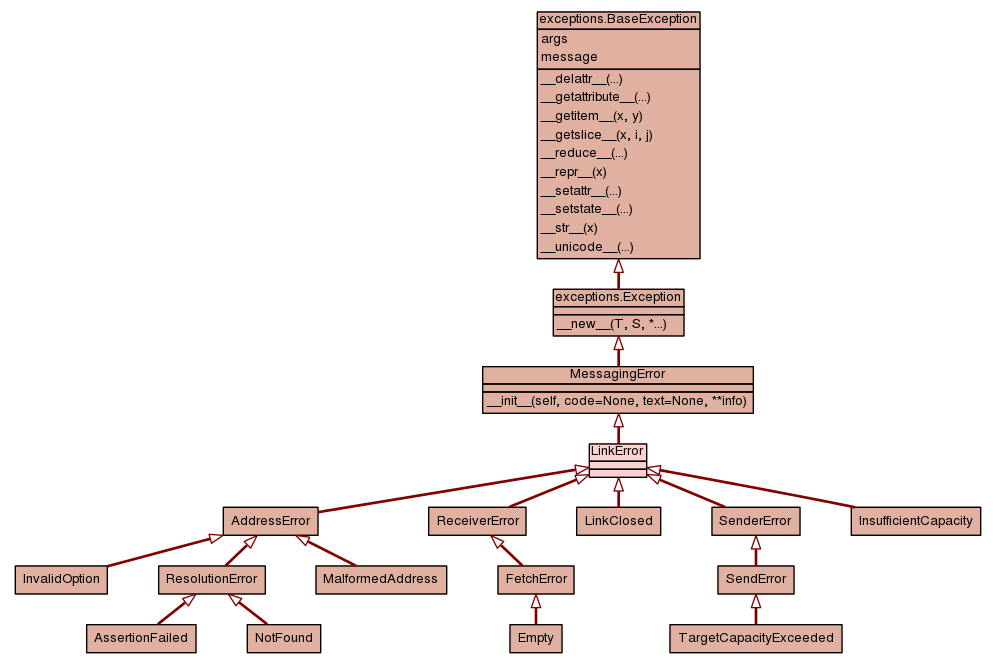 exceptions.BaseException
args
message
__delattr__(...)
__getattribute__(...)
__getitem__(x, y)
__getslice__(x, i, j)
__reduce__(...)
__repr__(x)
__setattr__(...)
__setstate__(...)
__str__(x)
__unicode__(...)
exceptions.Exception
__new__(T, S, *...)
MessagingError
__init__(self, code=None, text=None, **info)
LinkError
AddressError
ReceiverError
LinkClosed
SenderError
InsufficientCapacity
InvalidOption
ResolutionError
MalformedAddress
FetchError
SendError
AssertionFailed
NotFound
Empty
TargetCapacityExceeded